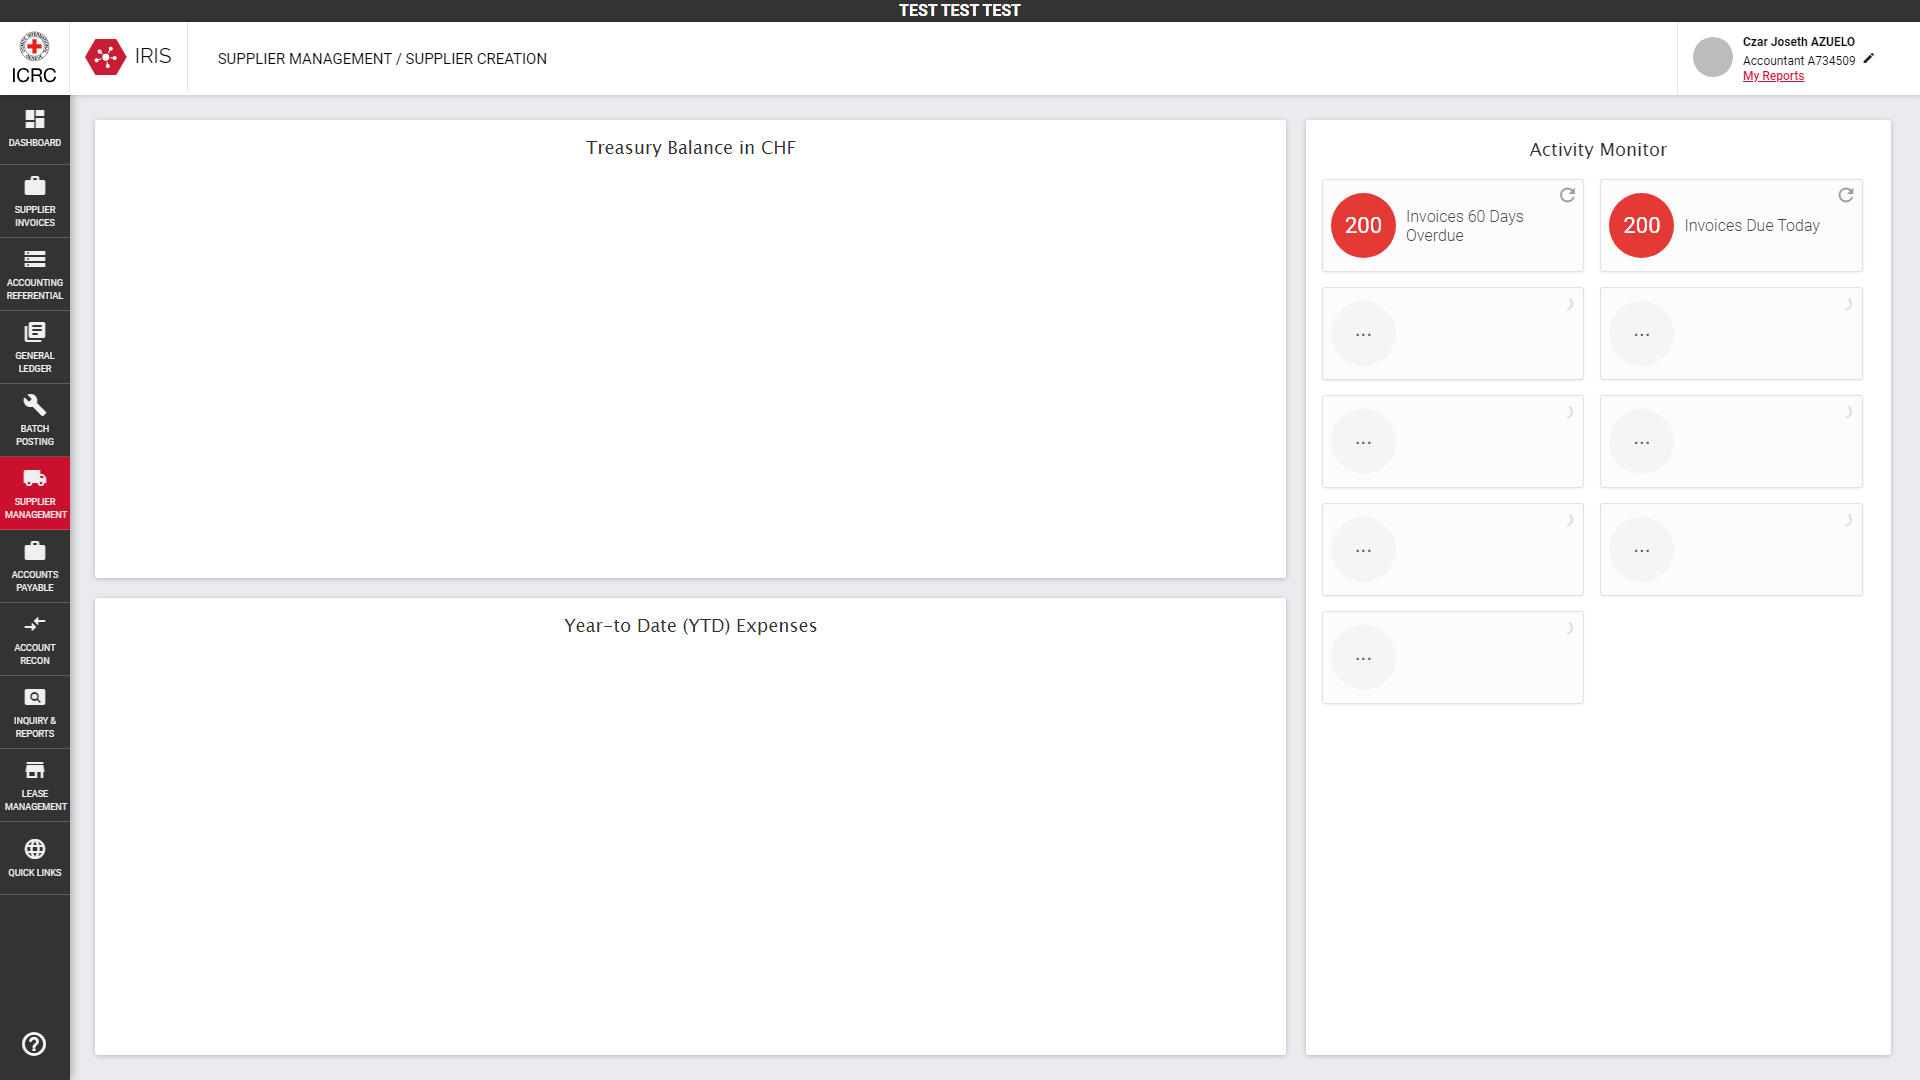 TEST TEST TEST
ICRC
IRIS
SUPPLIER MANAGEMENT / SUPPLIER CREATION
Czar Joseth AZUELO
Accountant A734509
My Reports
DASHBOARD
SUPPLIER
INVOICES
ACCOUNTING
REFERENTIAL
GENERAL
LEDGER
BATCH
POSTING
SUPPLIER
MANAGEMENT
ACCOUNTS
PAYABLE
ACCOUNT
RECON
INQUIRY &
REPORTS
LEASE
MANAGEMENT
QUICK LINKS
Treasury Balance in CHF
Year-to Date (YTD) Expenses
Activity Monitor
200
Invoices 60 Days
Overdue
200
Invoices Due Today
...
...
...
...
...
...
...